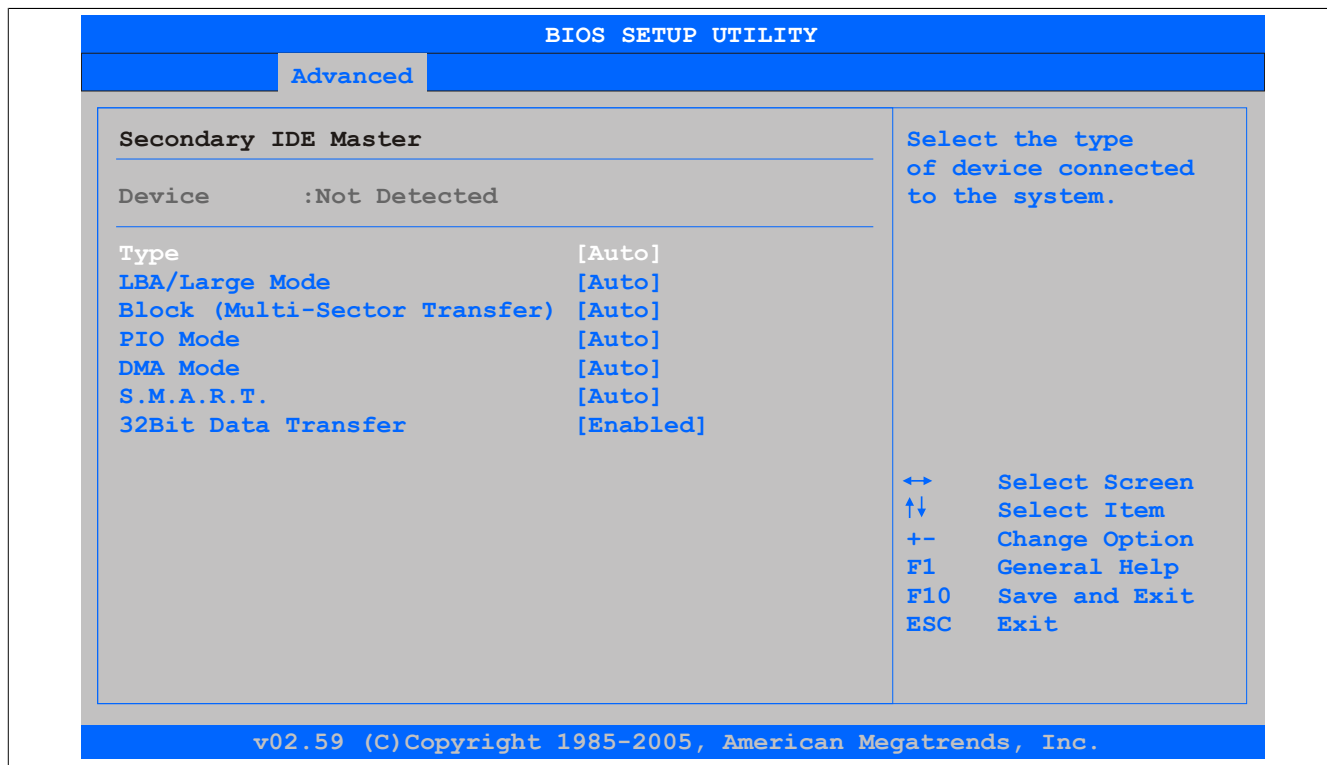 BIOS SETUP UTILITY
Advanced
Secondary IDE Master
Device :Not Detected
Type [Auto]
LBA/Large Mode [Auto]
Block (Multi-Sector Transfer) [Auto]
PIO Mode [Auto]
DMA Mode [Auto]
S.M.A.R.T. [Auto]
32Bit Data Transfer [Enabled]
Select the type
of device connected
to the system.
↔ Select Screen
↑↓ Select Item
+- Change Option
F1 General Help
F10 Save and Exit
ESC Exit
v02.59 (C)Copyright 1985-2005, American Megatrends, Inc.